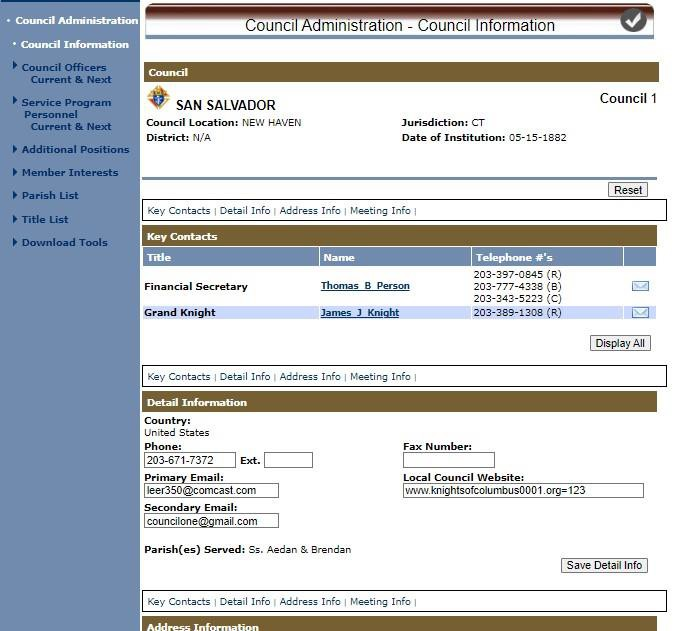 Council Administration - Council Information
• Council Administration
• Council Information
Council Officers
Current & Next
Service Program
Personnel
Current & Next
Additional Positions
Member Interests
Parish List
Title List
Download Tools
Council
SAN SALVADOR
Council 1
Council Location: NEW HAVEN
Jurisdiction: CT
District: N/A
Date of Institution: 05-15-1882
Reset
Key Contacts | Detail Info | Address Info | Meeting Info |
Key Contacts
Title Name Telephone #'s
Financial Secretary Thomas B Person 203-397-0845 (R)
203-777-4338 (B)
203-343-5223 (C)
Grand Knight James J Knight 203-389-1308 (R)
Display All
Key Contacts | Detail Info | Address Info | Meeting Info |
Detail Information
Country:
United States
Phone:
203-671-7372 Ext.
Fax Number:
Primary Email:
leer350@comcast.com
Local Council Website:
www.knightsofcolumbus0001.org=123
Secondary Email:
councilone@gmail.com
Parish(es) Served: Ss. Aedan & Brendan
Save Detail Info
Key Contacts | Detail Info | Address Info | Meeting Info |
Address Information